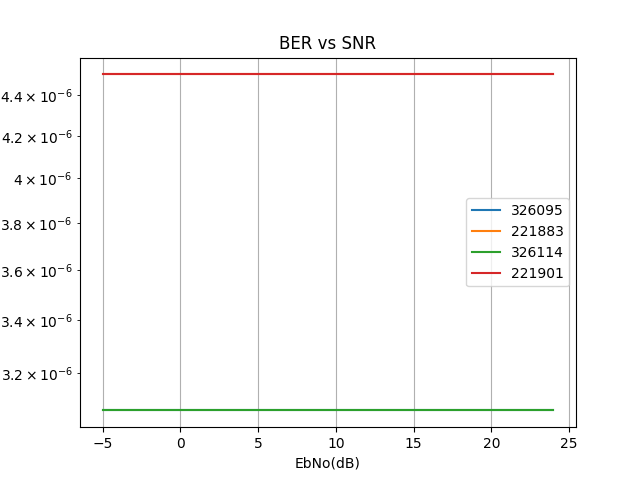 BER vs SNR
4.4 × 10⁻⁶
4.2 × 10⁻⁶
4 × 10⁻⁶
3.8 × 10⁻⁶
3.6 × 10⁻⁶
3.4 × 10⁻⁶
3.2 × 10⁻⁶
326095
221883
326114
221901
−5 0 5 10 15 20 25
EbNo(dB)